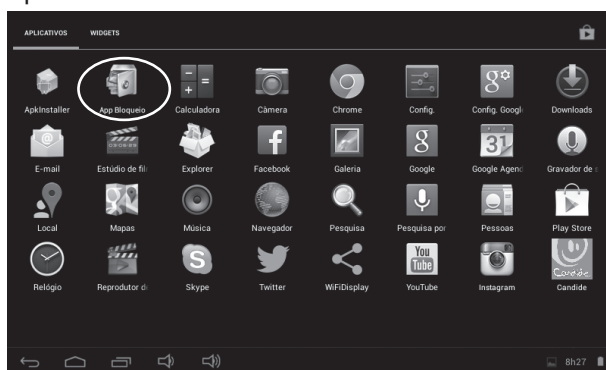 APLICATIVOS WIDGETS
ApkInstaller App Bloqueio Calculadora Câmera Chrome Config. Config. Googl Downloads
E-mail Estúdio de fil Explorer Facebook Galeria Google Google Agend Gravador de
Local Mapas Música Navegador Pesquisa Pesquisa por Pessoas Play Store
Relógio Reprodutor d Skype Twitter WiFiDisplay YouTube Instagram Candide
8h27